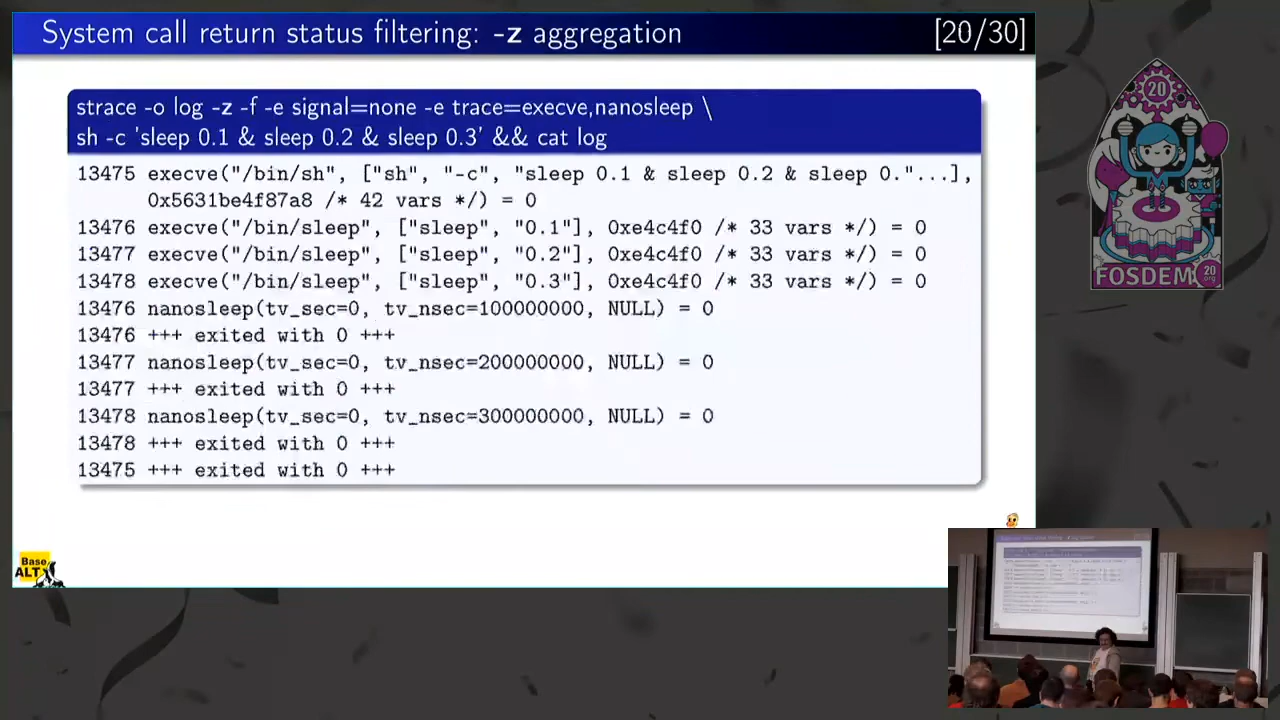 System call return status filtering: -z aggregation [20/30]
strace -o log -z -f -e signal=none -e trace=execve,nanosleep \
sh -c 'sleep 0.1 & sleep 0.2 & sleep 0.3' && cat log
13475 execve("/bin/sh", ["sh", "-c", "sleep 0.1 & sleep 0.2 & sleep 0."...],
0x5631be4f87a8 /* 42 vars */) = 0
13476 execve("/bin/sleep", ["sleep", "0.1"], 0xe4c4f0 /* 33 vars */) = 0
13477 execve("/bin/sleep", ["sleep", "0.2"], 0xe4c4f0 /* 33 vars */) = 0
13478 execve("/bin/sleep", ["sleep", "0.3"], 0xe4c4f0 /* 33 vars */) = 0
13476 nanosleep(tv_sec=0, tv_nsec=100000000, NULL) = 0
13476 +++ exited with 0 +++
13477 nanosleep(tv_sec=0, tv_nsec=200000000, NULL) = 0
13477 +++ exited with 0 +++
13478 nanosleep(tv_sec=0, tv_nsec=300000000, NULL) = 0
13478 +++ exited with 0 +++
13475 +++ exited with 0 +++
Base
ALT
20
FOSDEM 20
.org